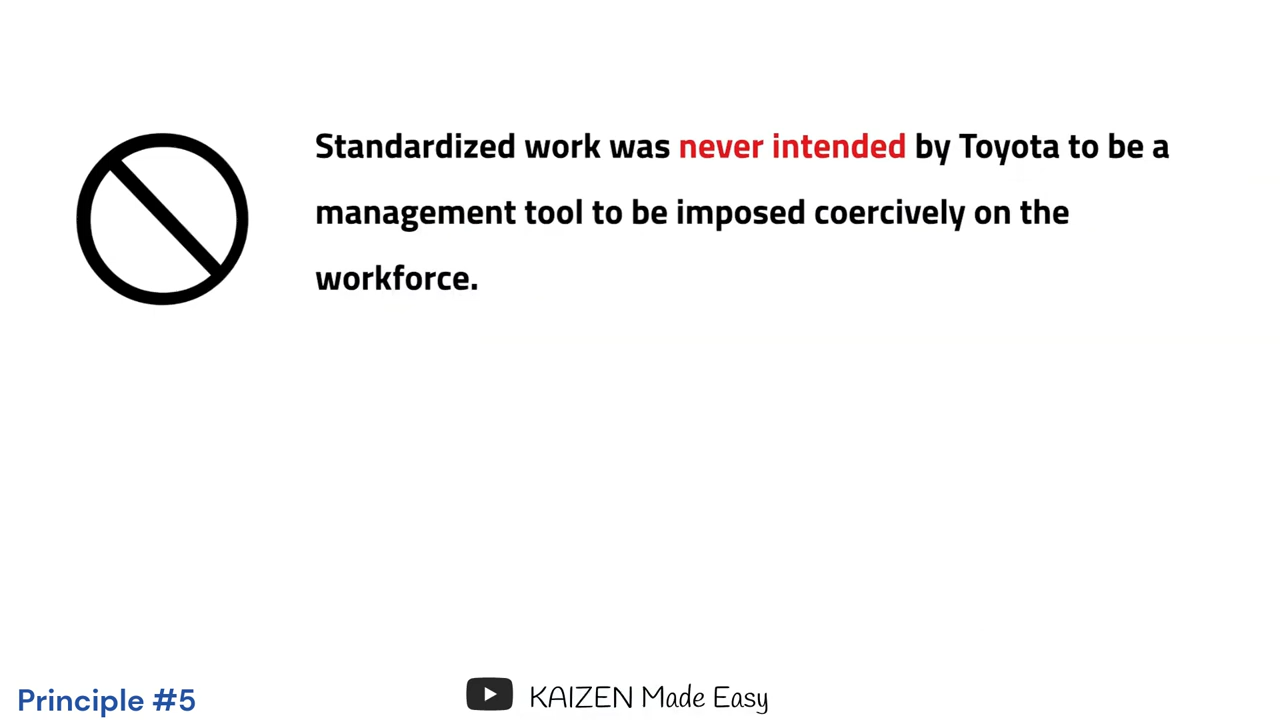 Standardized work was never intended by Toyota to be a
management tool to be imposed coercively on the
workforce.
Principle #5
KAIZEN Made Easy